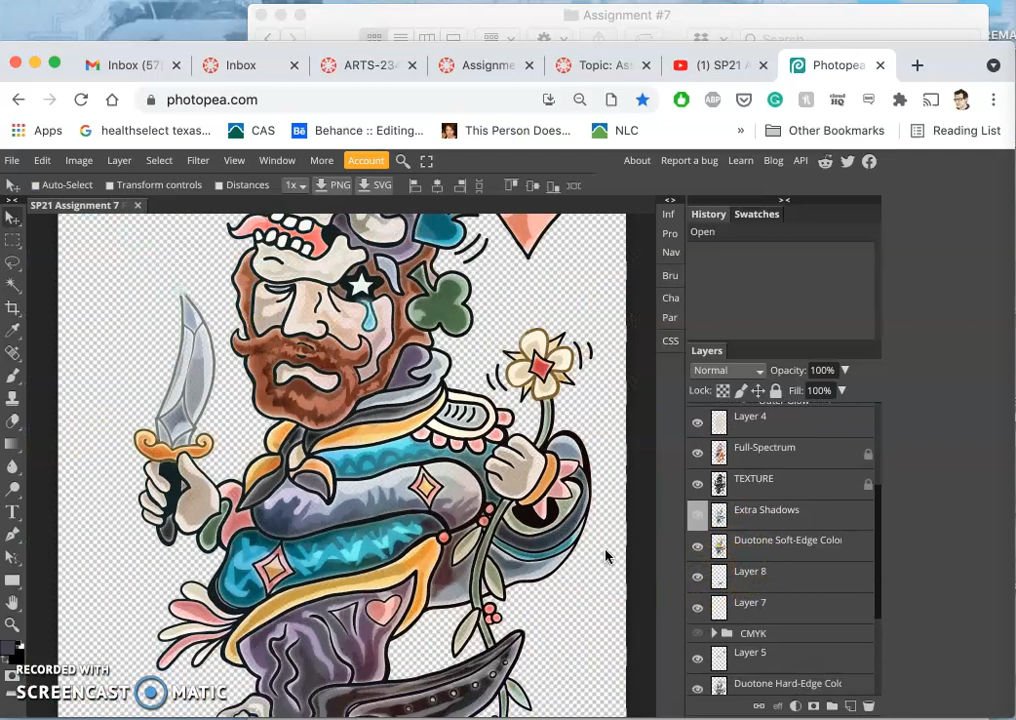 Assignment #7
Search
REMA
Inbox (57
Inbox
ARTS-234
Assignme
Topic: As
(1) SP21 A
Photopea
photopea.com
Apps
healthselect texas...
CAS
Behance :: Editing...
This Person Does...
NLC
»
Other Bookmarks
Reading List
File Edit Image Layer Select Filter View Window More Account
About Report a bug Learn Blog API
Auto-Select Transform controls Distances 1x PNG SVG
SP21 Assignment 7
Inf
Pro
Nav
Bru
Cha
Par
CSS
History Swatches
Open
Layers
Normal Opacity: 100%
Lock: Fill: 100%
Layer 4
Full-Spectrum
TEXTURE
Extra Shadows
Duotone Soft-Edge Color
Layer 8
Layer 7
CMYK
Layer 5
Duotone Hard-Edge Colo
eff
RECORDED WITH
SCREENCAST MATIC